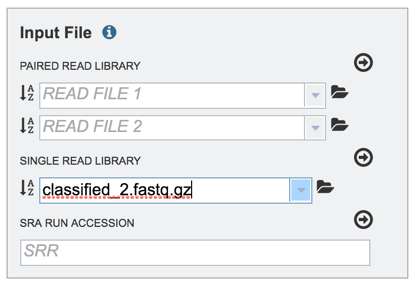 Input File
PAIRED READ LIBRARY
READ FILE 1
READ FILE 2
SINGLE READ LIBRARY
classified_2.fastq.gz
SRA RUN ACCESSION
SRR